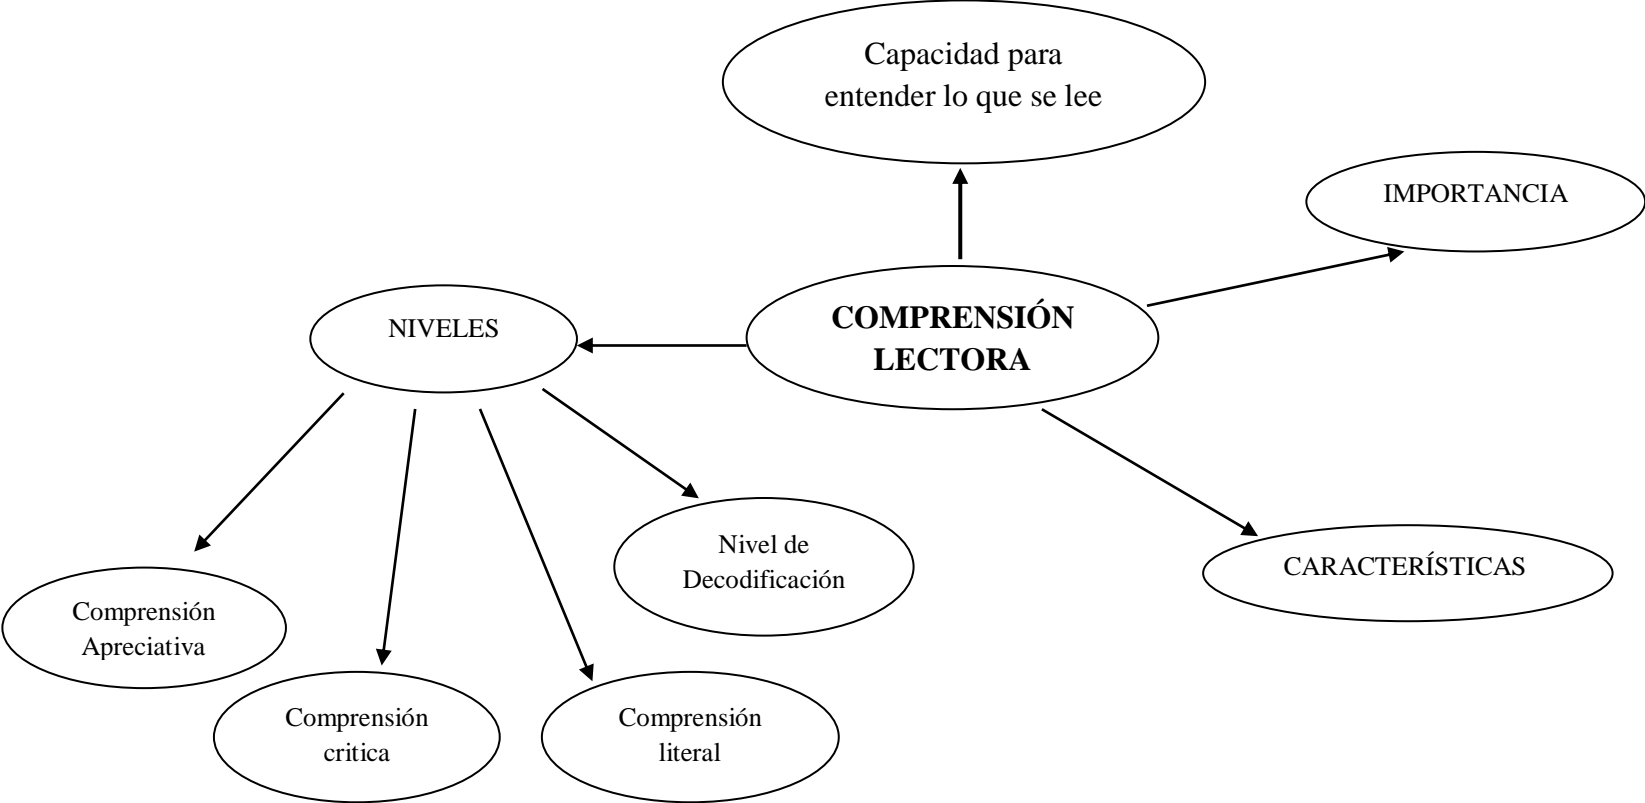 Capacidad para
entender lo que se lee
IMPORTANCIA
COMPRENSIÓN
LECTORA
NIVELES
Nivel de
Decodificación
CARACTERÍSTICAS
Comprensión
Apreciativa
Comprensión
critica
Comprensión
literal